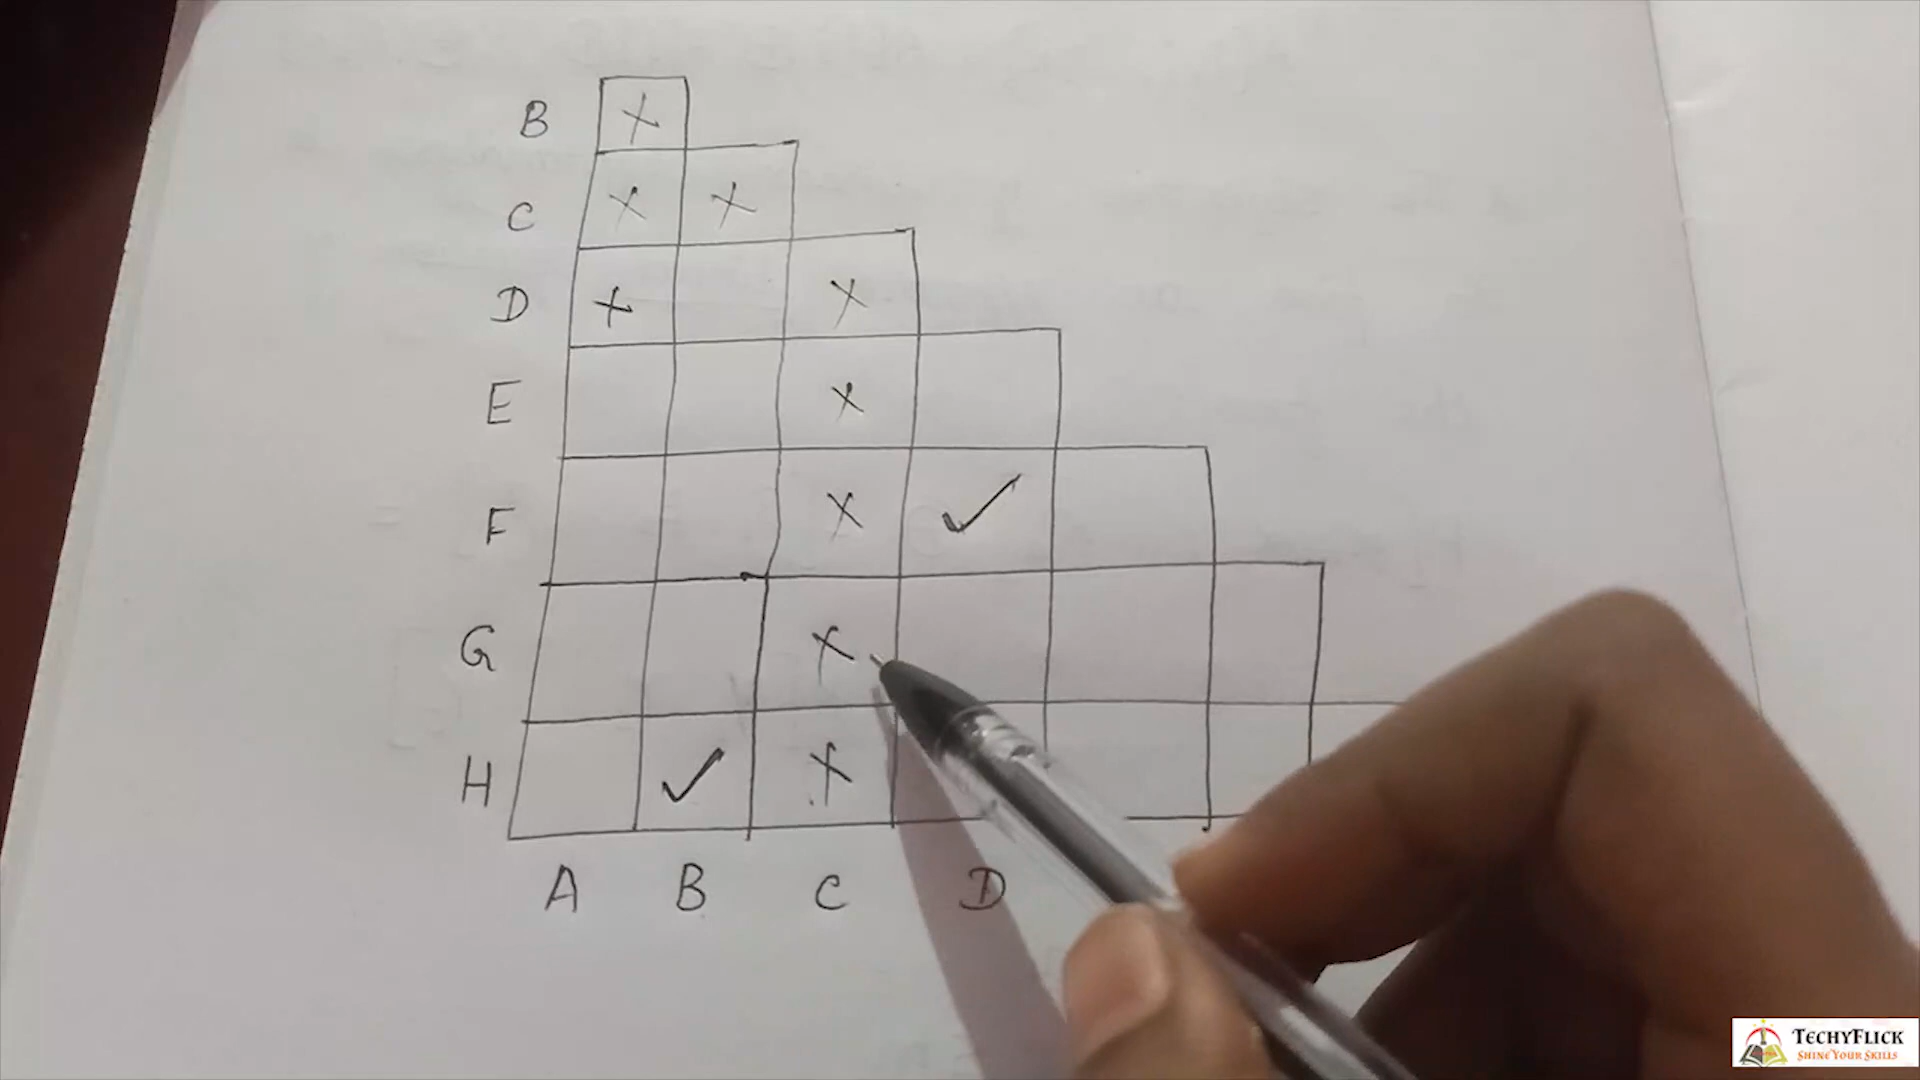 B X
C X X
D X X
E X
F X ✓
G X
H ✓ X
A B C D
TECHYFLICK
SHINE YOUR SKILLS